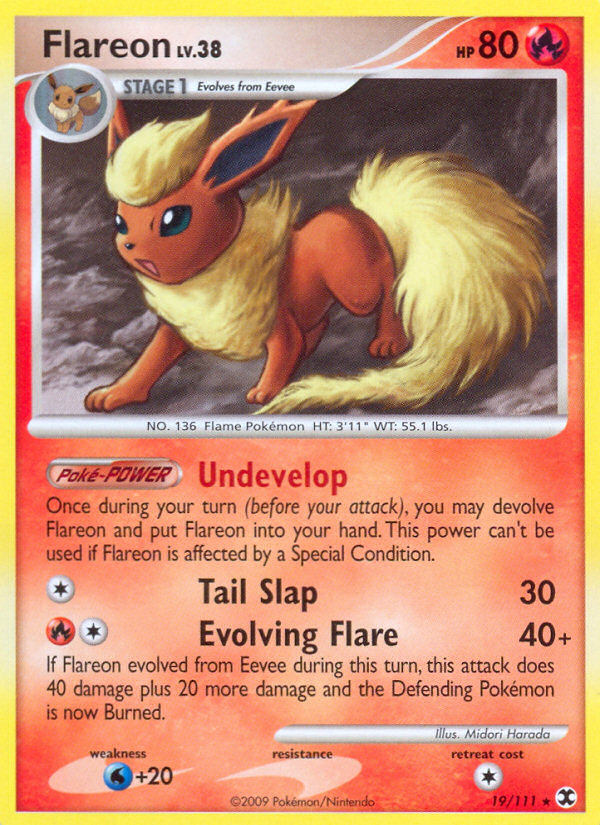 Flareon LV.38
HP 80
STAGE 1 Evolves from Eevee
NO. 136 Flame Pokémon HT: 3'11" WT: 55.1 lbs.
Poké-POWER Undevelop
Once during your turn (before your attack), you may devolve
Flareon and put Flareon into your hand. This power can't be
used if Flareon is affected by a Special Condition.
Tail Slap 30
Evolving Flare 40+
If Flareon evolved from Eevee during this turn, this attack does
40 damage plus 20 more damage and the Defending Pokémon
is now Burned.
Illus. Midori Harada
weakness resistance retreat cost
+20
©2009 Pokémon/Nintendo
19/111